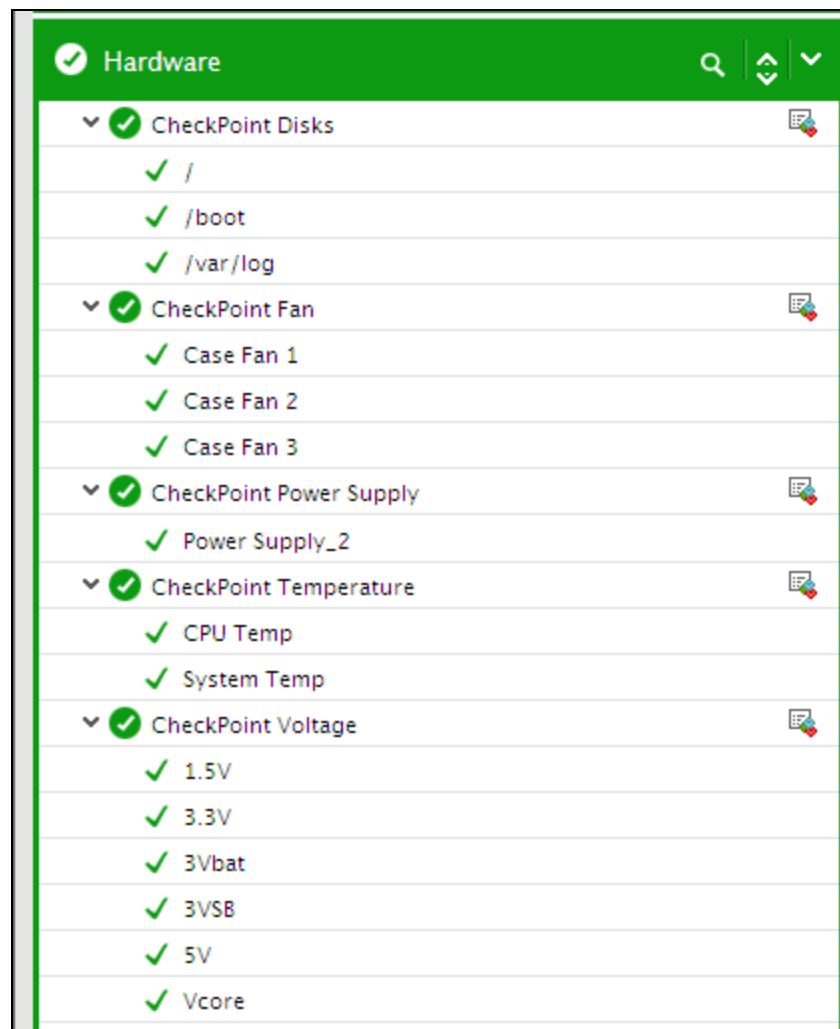 Hardware
CheckPoint Disks
/
/boot
/var/log
CheckPoint Fan
Case Fan 1
Case Fan 2
Case Fan 3
CheckPoint Power Supply
Power Supply_2
CheckPoint Temperature
CPU Temp
System Temp
CheckPoint Voltage
1.5V
3.3V
3Vbat
3VSB
5V
Vcore